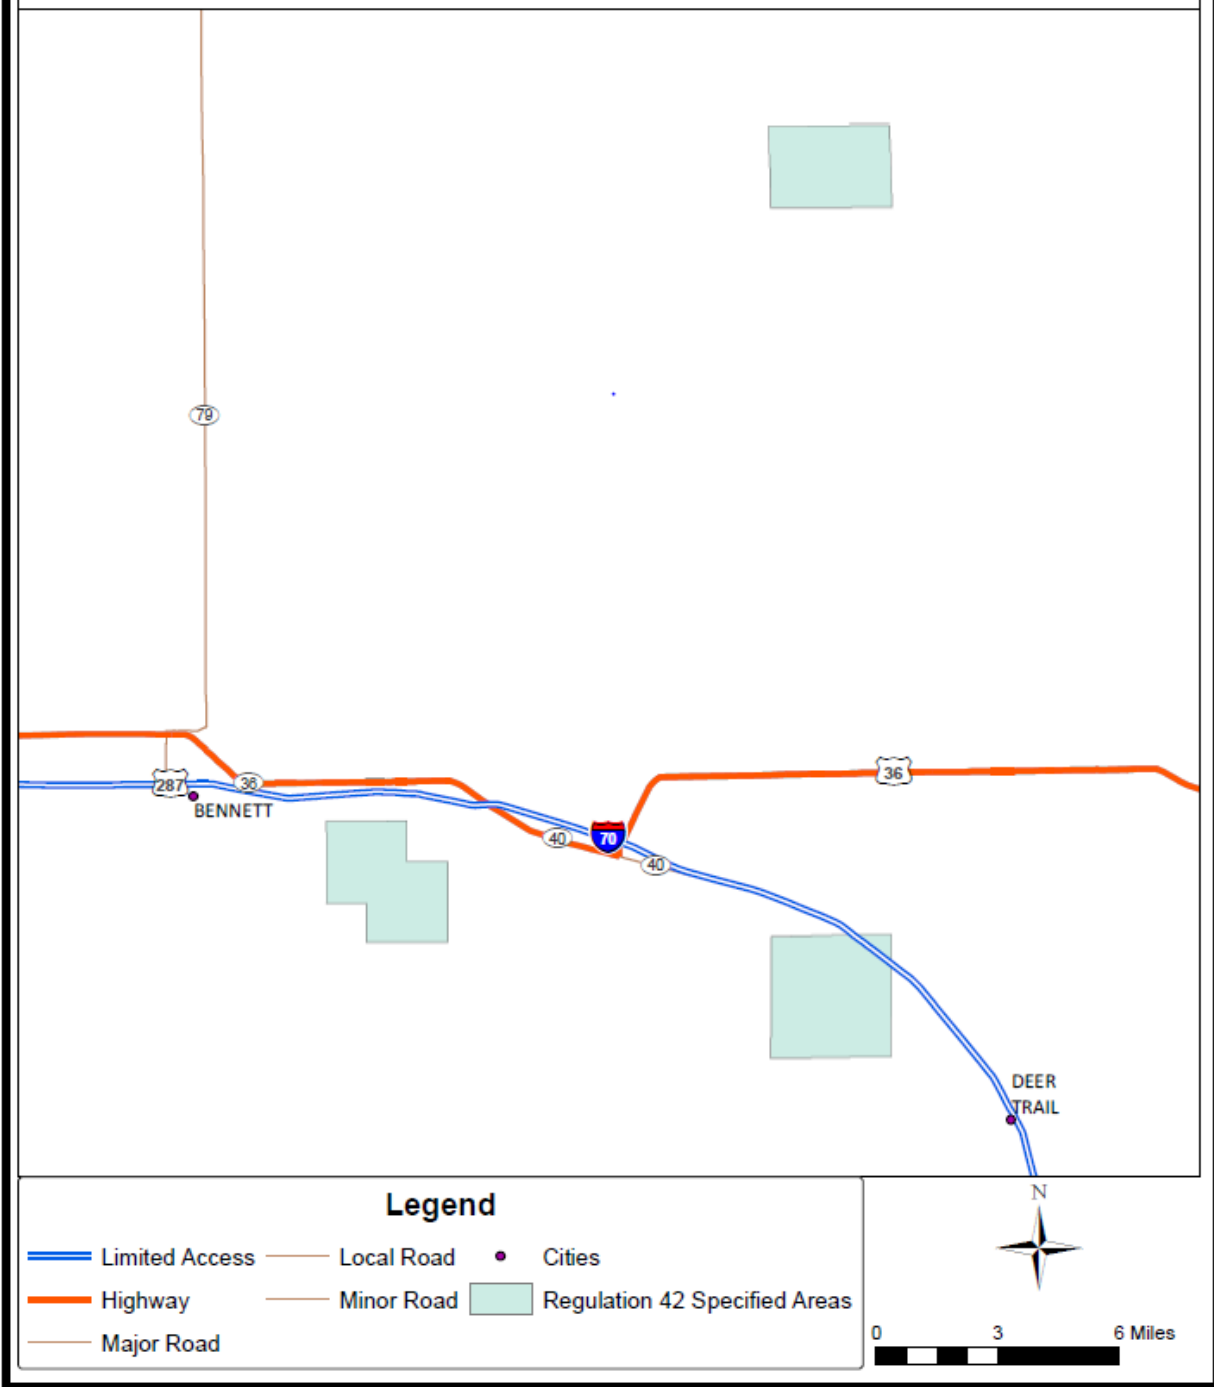 79
287
BENNETT
36
40
70
40
36
DEER
TRAIL
N
Legend
Limited Access
Local Road
Cities
Highway
Minor Road
Regulation 42 Specified Areas
Major Road
0 3 6 Miles